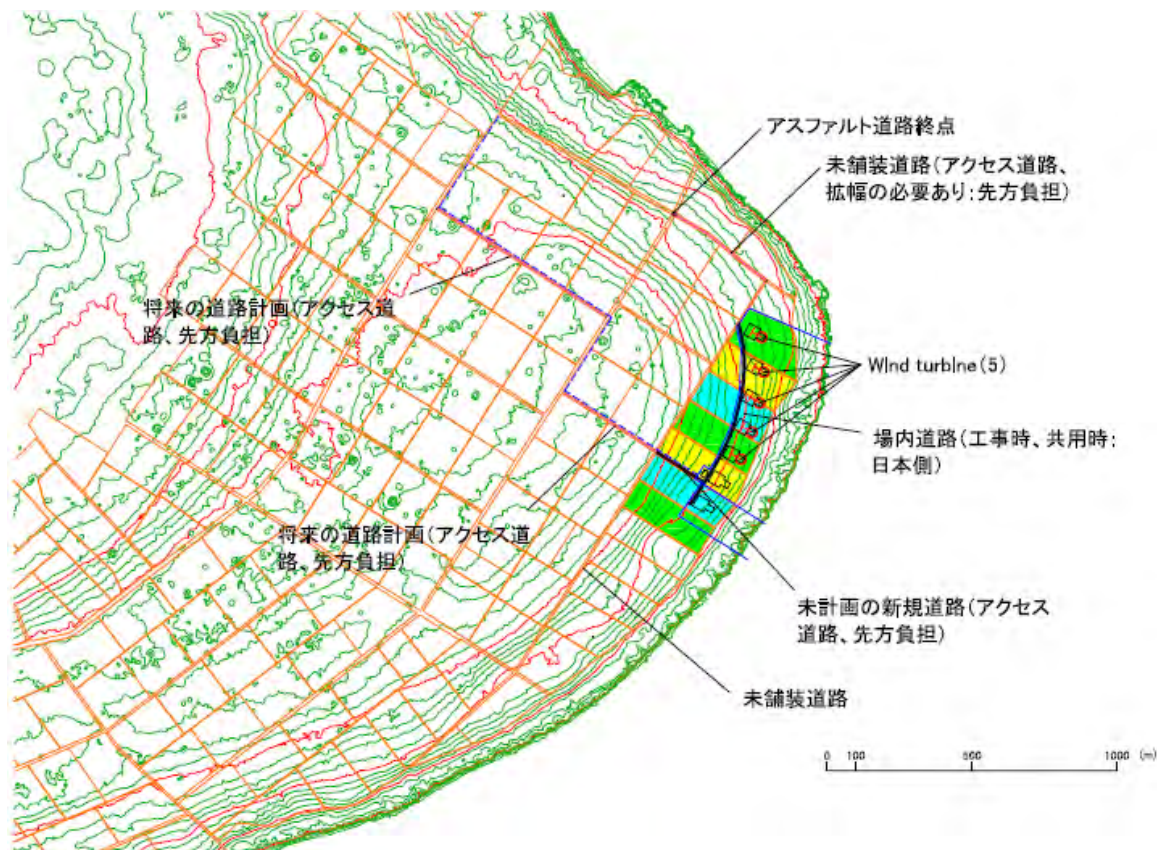 アスファルト道路終点
未舗装道路(アクセス道路、
拡幅の必要あり:先方負担)
将来の道路計画(アクセス道
路、先方負担)
Wind turbine(5)
場内道路(工事時、共用時:
日本側)
将来の道路計画(アクセス道
路、先方負担)
未計画の新規道路(アクセス
道路、先方負担)
未舗装道路
0 100 500 1000 (m)